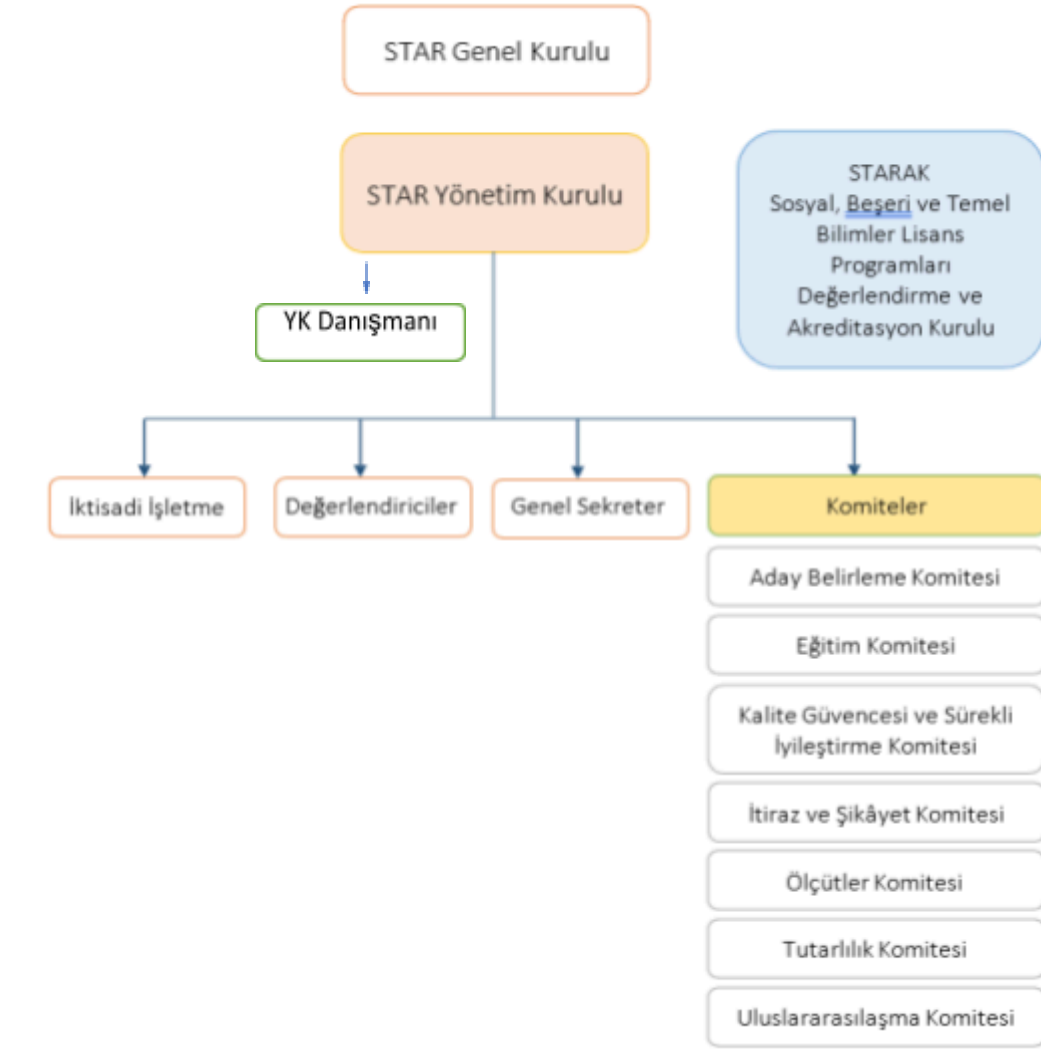 STAR Genel Kurulu
STAR Yönetim Kurulu
STARAK
Sosyal, Beşeri ve Temel
Bilimler Lisans
Programları
Değerlendirme ve
Akreditasyon Kurulu
YK Danışmanı
İktisadi İşletme
Değerlendiriciler
Genel Sekreter
Komiteler
Aday Belirleme Komitesi
Eğitim Komitesi
Kalite Güvencesi ve Sürekli
İyileştirme Komitesi
İtiraz ve Şikâyet Komitesi
Ölçütler Komitesi
Tutarlılık Komitesi
Uluslararasılaşma Komitesi